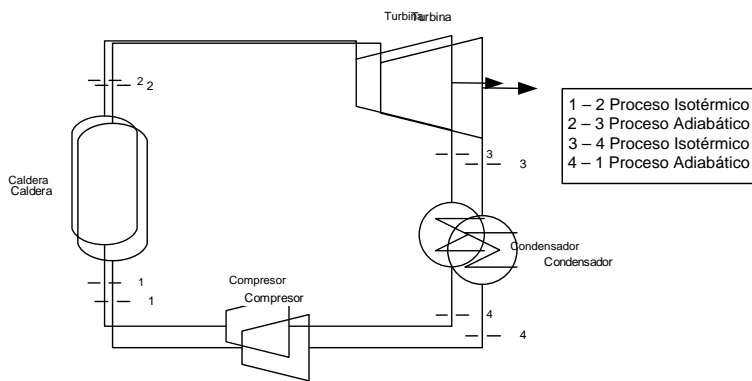 Turbina
Turbina
2
2
1 – 2 Proceso Isotérmico
2 – 3 Proceso Adiabático
3 – 4 Proceso Isotérmico
4 – 1 Proceso Adiabático
3
3
Caldera
Caldera
Condensador
Condensador
1
1
Compresor
Compresor
4
4